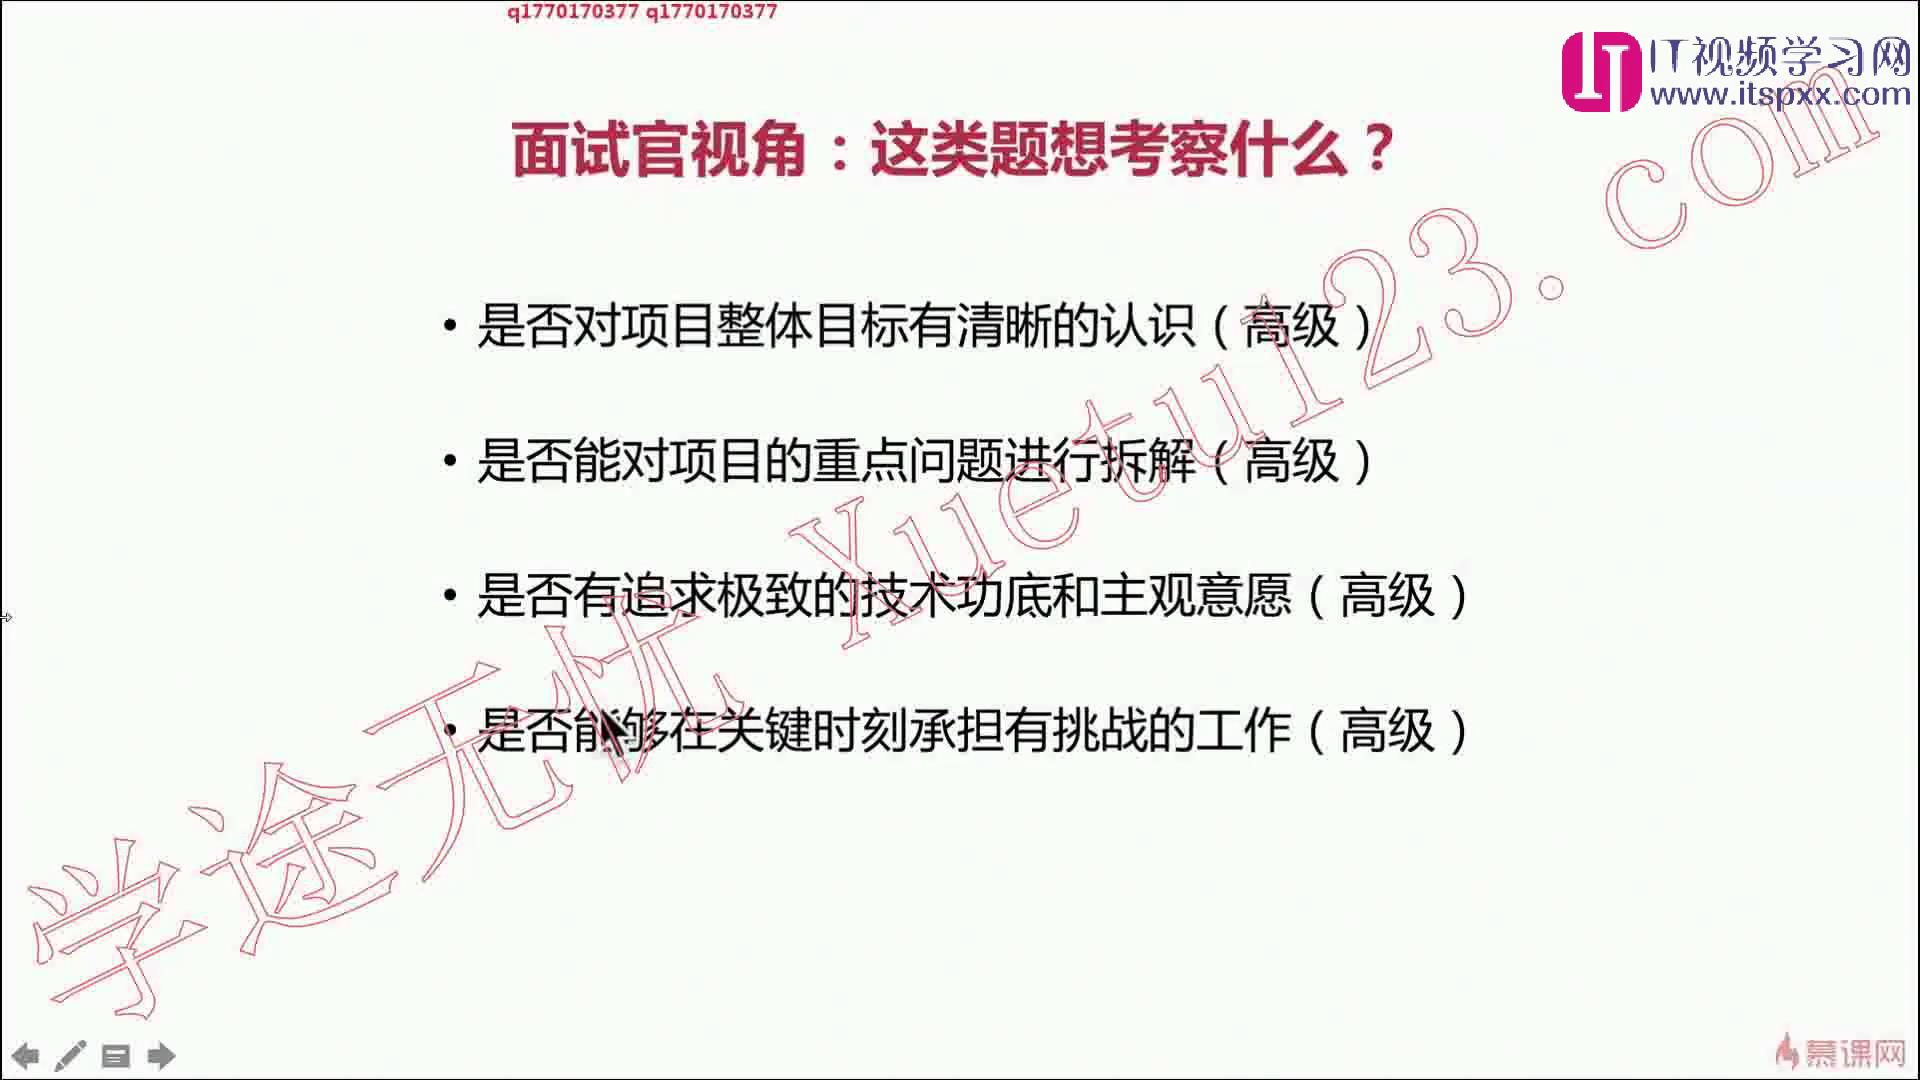 q1770170377 q1770170377
IT视频学习网
www.itspxx.com
面试官视角：这类题想考察什么？
• 是否对项目整体目标有清晰的认识（高级）
• 是否能对项目的重点问题进行拆解（高级）
• 是否有追求极致的技术功底和主观意愿（高级）
• 是否能够在关键时刻承担有挑战的工作（高级）
学途无忧 Xuetu123.com
慕课网